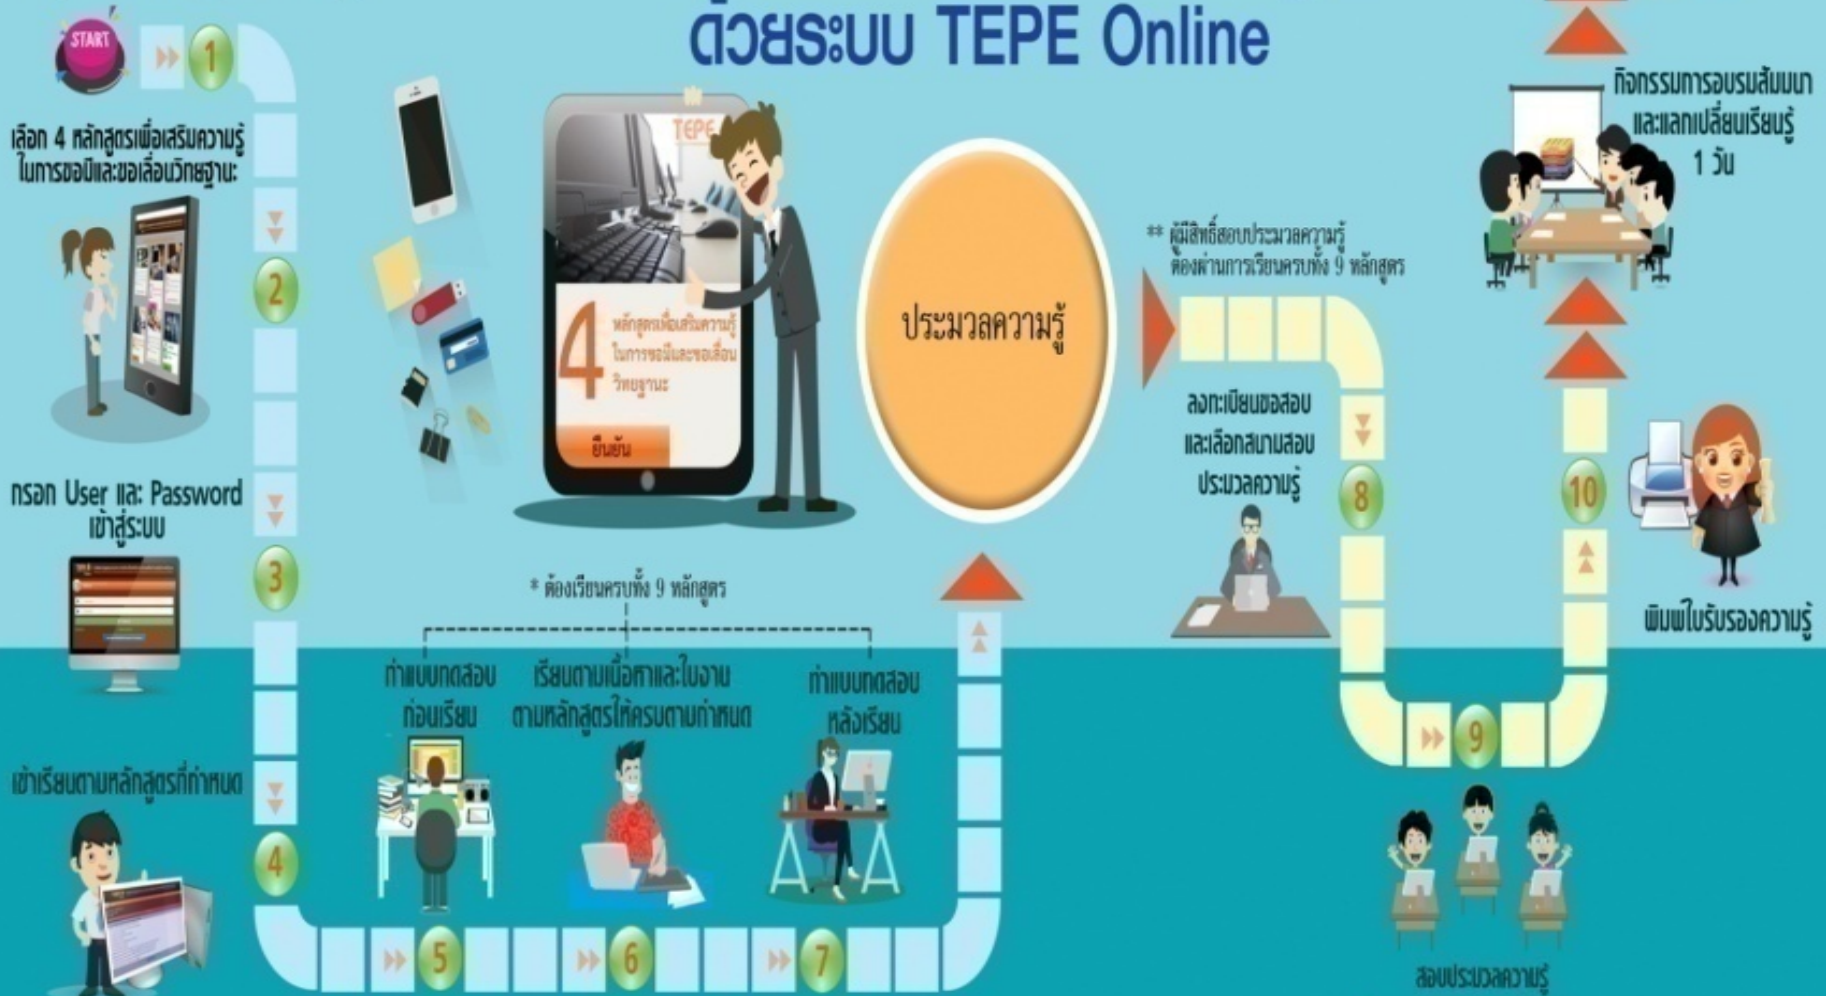 ด้วยระบบ TEPE Online
START
1
เลือก 4 หลักสูตรเพื่อเสริมความรู้
ในการขอมีและขอเลื่อนวิทยฐานะ
2
กรอก User และ Password
เข้าสู่ระบบ
3
เข้าเรียนตามหลักสูตรที่กำหนด
4
TEPE
4
หลักสูตรเพื่อเสริมความรู้
ในการขอมีและขอเลื่อน
วิทยฐานะ
ยืนยัน
* ต้องเรียนครบทั้ง 9 หลักสูตร
ทำแบบทดสอบ
ก่อนเรียน
5
เรียนตามเนื้อหาและใบงาน
ตามหลักสูตรให้ครบตามกำหนด
6
ทำแบบทดสอบ
หลังเรียน
7
ประมวลความรู้
** ผู้มีสิทธิ์สอบประมวลความรู้
ต้องผ่านการเรียนครบทั้ง 9 หลักสูตร
ลงทะเบียนขอสอบ
และเลือกสนามสอบ
ประมวลความรู้
8
9
สอบประมวลความรู้
10
พิมพ์ใบรับรองความรู้
กิจกรรมการอบรมสัมมนา
และแลกเปลี่ยนเรียนรู้
1 วัน